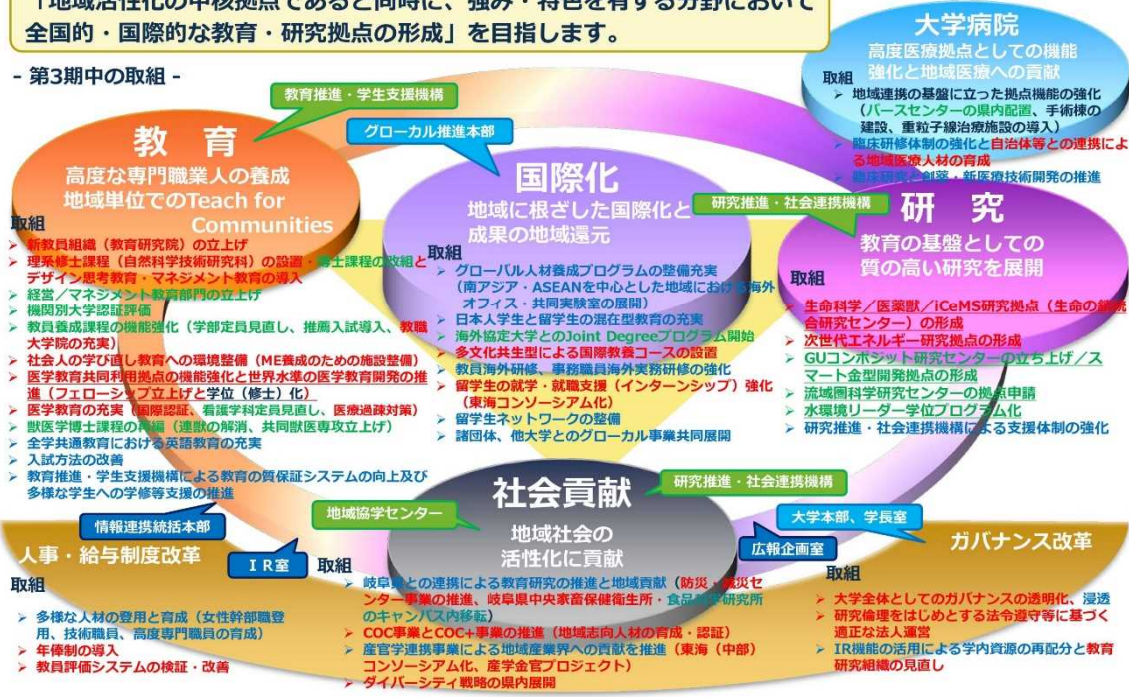 「地域活性化の中核拠点であると同時に、強み・特色を有する分野において
全国的・国際的な教育・研究拠点の形成」を目指します。
- 第3期中の取組 -
教育推進・学生支援機構
グローカル推進本部
教 育
高度な専門職業人の養成
地域単位でのTeach for
Communities
取組
➢ 新教員組織（教育研究院）の立上げ
➢ 理系修士課程（自然科学技術研究科）の設置・博士課程の改組と
デザイン思考教育・マネジメント教育の導入
➢ 経営／マネジメント教育部門の立上げ
➢ 機関別大学認証評価
➢ 教員養成課程の機能強化（学部定員見直し、推薦入試導入、教職
大学院の充実）
➢ 社会人の学び直し教育への環境整備（ME養成のための施設整備）
➢ 医学教育共同利用拠点の機能強化と世界水準の医学教育開発の推
進（フェローシップ立上げと学位（修士）化）
➢ 医学教育の充実（国際認証、看護学科定員見直し、医療過疎対策）
➢ 獣医学博士課程の再編（連獣の解消、共同獣医専攻立上げ）
➢ 全学共通教育における英語教育の充実
➢ 入試方法の改善
➢ 教育推進・学生支援機構による教育の質保証システムの向上及び
多様な学生への学修等支援の推進
国際化
地域に根ざした国際化と
成果の地域還元
取組
➢ グローバル人材養成プログラムの整備充実
（南アジア・ASEANを中心とした地域における海外
オフィス・共同実験室の展開）
➢ 日本人学生と留学生の混在型教育の充実
➢ 海外協定大学とのJoint Degreeプログラム開始
➢ 多文化共生型による国際教養コースの設置
➢ 教員海外研修、事務職員海外実務研修の強化
➢ 留学生の就学・就職支援（インターンシップ）強化
（東海コンソーシアム化）
➢ 留学生ネットワークの整備
➢ 諸団体、他大学とのグローカル事業共同展開
大学病院
高度医療拠点としての機能
強化と地域医療への貢献
取組
➢ 地域連携の基盤に立った拠点機能の強化
（バースセンターの県内配置、手術棟の
建設、重粒子線治療施設の導入）
➢ 臨床研修体制の強化と自治体等との連携によ
る地域医療人材の育成
➢ 臨床研究と創薬・新医療技術開発の推進
研究推進・社会連携機構
研 究
教育の基盤としての
質の高い研究を展開
取組
➢ 生命科学／医薬獣／iCeMS研究拠点（生命の鎖統
合研究センター）の形成
➢ 次世代エネルギー研究拠点の形成
➢ GUコンポジット研究センターの立ち上げ／ス
マート金型開発拠点の形成
➢ 流域圏科学研究センターの拠点申請
➢ 水環境リーダー学位プログラム化
➢ 研究推進・社会連携機構による支援体制の強化
社会貢献
地域社会の
活性化に貢献
地域協学センター
研究推進・社会連携機構
取組
➢ 岐阜県との連携による教育研究の推進と地域貢献（防災・減災セ
ンター事業の推進、岐阜県中央家畜保健衛生所・食品科学研究所
のキャンパス内移転）
➢ COC事業とCOC+事業の推進（地域志向人材の育成・認証）
➢ 産官学連携事業による地域産業界への貢献を推進（東海（中部）
コンソーシアム化、産学金官プロジェクト）
➢ ダイバーシティ戦略の県内展開
情報連携統括本部
ＩＲ室
人事・給与制度改革
取組
➢ 多様な人材の登用と育成（女性幹部職登
用、技術職員、高度専門職員の育成）
➢ 年俸制の導入
➢ 教員評価システムの検証・改善
大学本部、学長室
広報企画室
ガバナンス改革
取組
➢ 大学全体としてのガバナンスの透明化、浸透
➢ 研究倫理をはじめとする法令遵守等に基づく
適正な法人運営
➢ IR機能の活用による学内資源の再配分と教育
研究組織の見直し